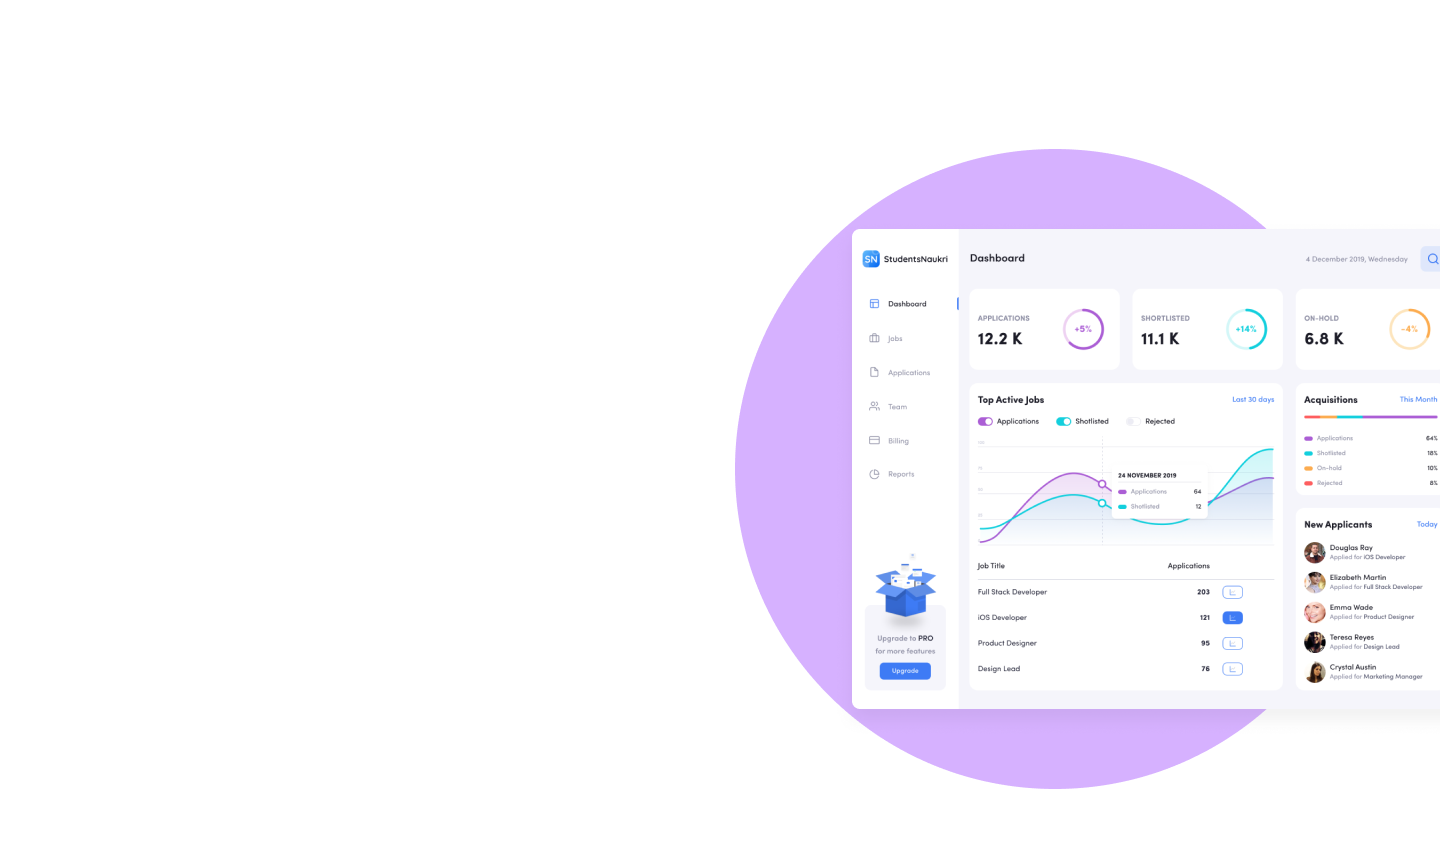 SN StudentsNaukri
Dashboard
Jobs
Applications
Team
Billing
Reports
Upgrade to PRO
for more features
Upgrade
Dashboard
4 December 2019, Wednesday
APPLICATIONS
12.2 K
+5%
SHORTLISTED
11.1 K
+14%
ON-HOLD
6.8 K
-4%
Top Active Jobs
Last 30 days
Applications
Shotlisted
Rejected
24 NOVEMBER 2019
Applications 64
Shotlisted 12
Job Title Applications
Full Stack Developer 203
iOS Developer 121
Product Designer 95
Design Lead 76
Acquisitions
This Month
Applications 64%
Shotlisted 18%
On-hold 10%
Rejected 8%
New Applicants
Today
Douglas Ray
Applied for iOS Developer
Elizabeth Martin
Applied for Full Stack Developer
Emma Wade
Applied for Product Designer
Teresa Reyes
Applied for Design Lead
Crystal Austin
Applied for Marketing Manager